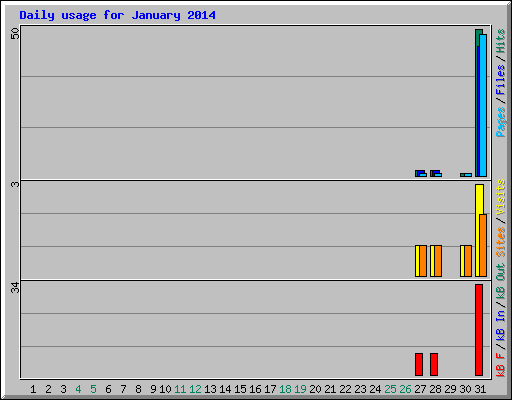 Daily usage for January 2014
50
3
34
Pages / Files / Hits
Sites / Visits
kB F / kB In / kB Out
1 2 3 4 5 6 7 8 9 10 11 12 13 14 15 16 17 18 19 20 21 22 23 24 25 26 27 28 29 30 31